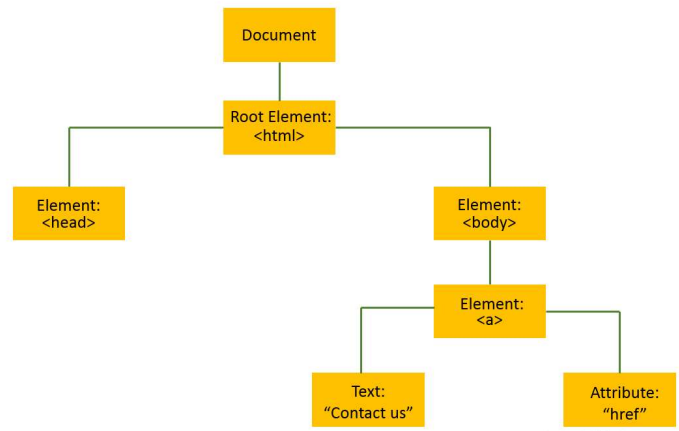 Document
Root Element:
<html>
Element:
<head>
Element:
<body>
Element:
<a>
Text:
“Contact us”
Attribute:
“href”